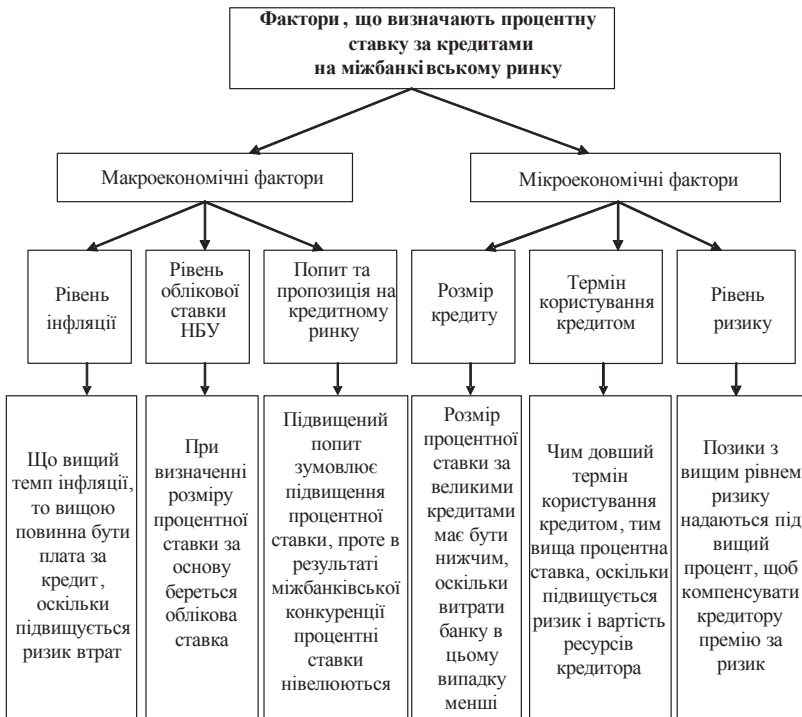 Фактори, що визначають процентну
ставку за кредитами
на міжбанківському ринку
Макроекономічні фактори
Мікроекономічні фактори
Рівень
інфляції
Рівень
облікової
ставки
НБУ
Попит та
пропозиція на
кредитному
ринку
Розмір
кредиту
Термін
користування
кредитом
Рівень
ризику
Що вищий
темп інфляції,
то вищою
повинна бути
плата за
кредит,
оскільки
підвищується
ризик втрат
При
визначенні
розміру
процентної
ставки за
основу
береться
облікова
ставка
Підвищений
попит
зумовлює
підвищення
процентної
ставки, проте в
результаті
міжбанківської
конкуренції
процентні
ставки
нівелюються
Розмір
процентної
ставки за
великими
кредитами
має бути
нижчим,
оскільки
витрати
банку в
цьому
випадку
менші
Чим довший
термін
користування
кредитом, тим
вища процентна
ставка, оскільки
підвищується
ризик і вартість
ресурсів
кредитора
Позики з
вищим рівнем
ризику
надаються під
вищий
процент, щоб
компенсувати
кредитору
премію за
ризик